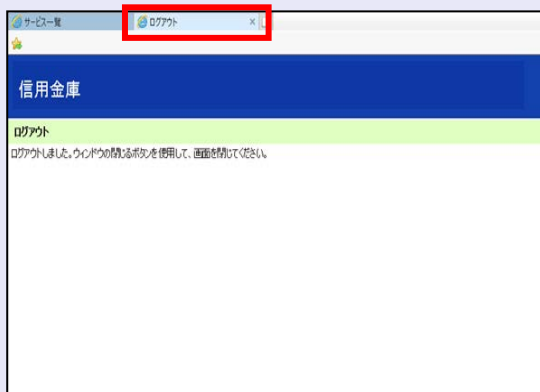 サービス一覧
ログアウト
信用金庫
ログアウト
ログアウトしました。ウィンドウの閉じるボタンを使用して、画面を閉じてください。